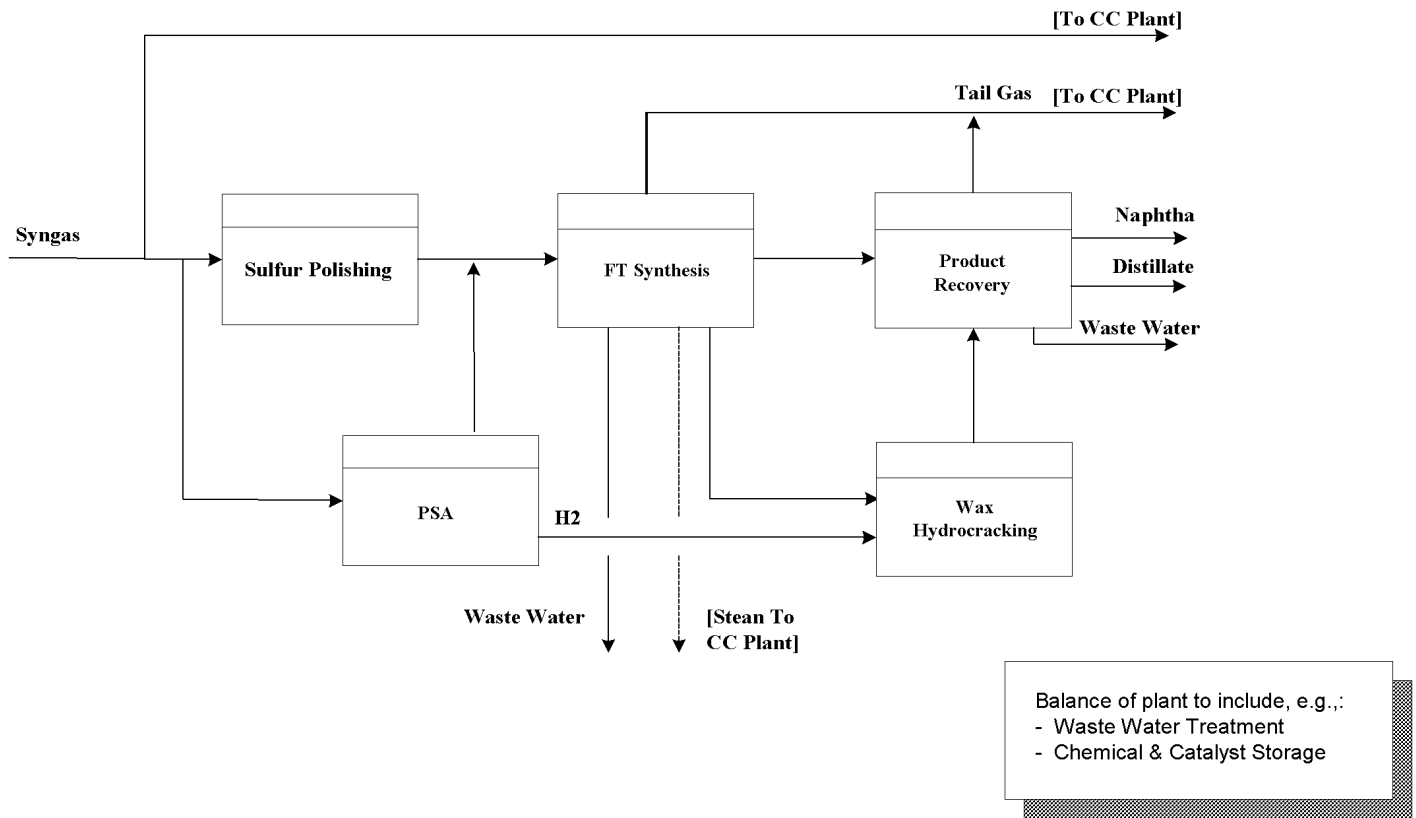 [To CC Plant]
Tail Gas
[To CC Plant]
Syngas
Sulfur Polishing
FT Synthesis
Product
Recovery
Naphtha
Distillate
Waste Water
PSA
H2
Wax
Hydrocracking
Waste Water
[Stean To
CC Plant]
Balance of plant to include, e.g.,:
- Waste Water Treatment
- Chemical & Catalyst Storage